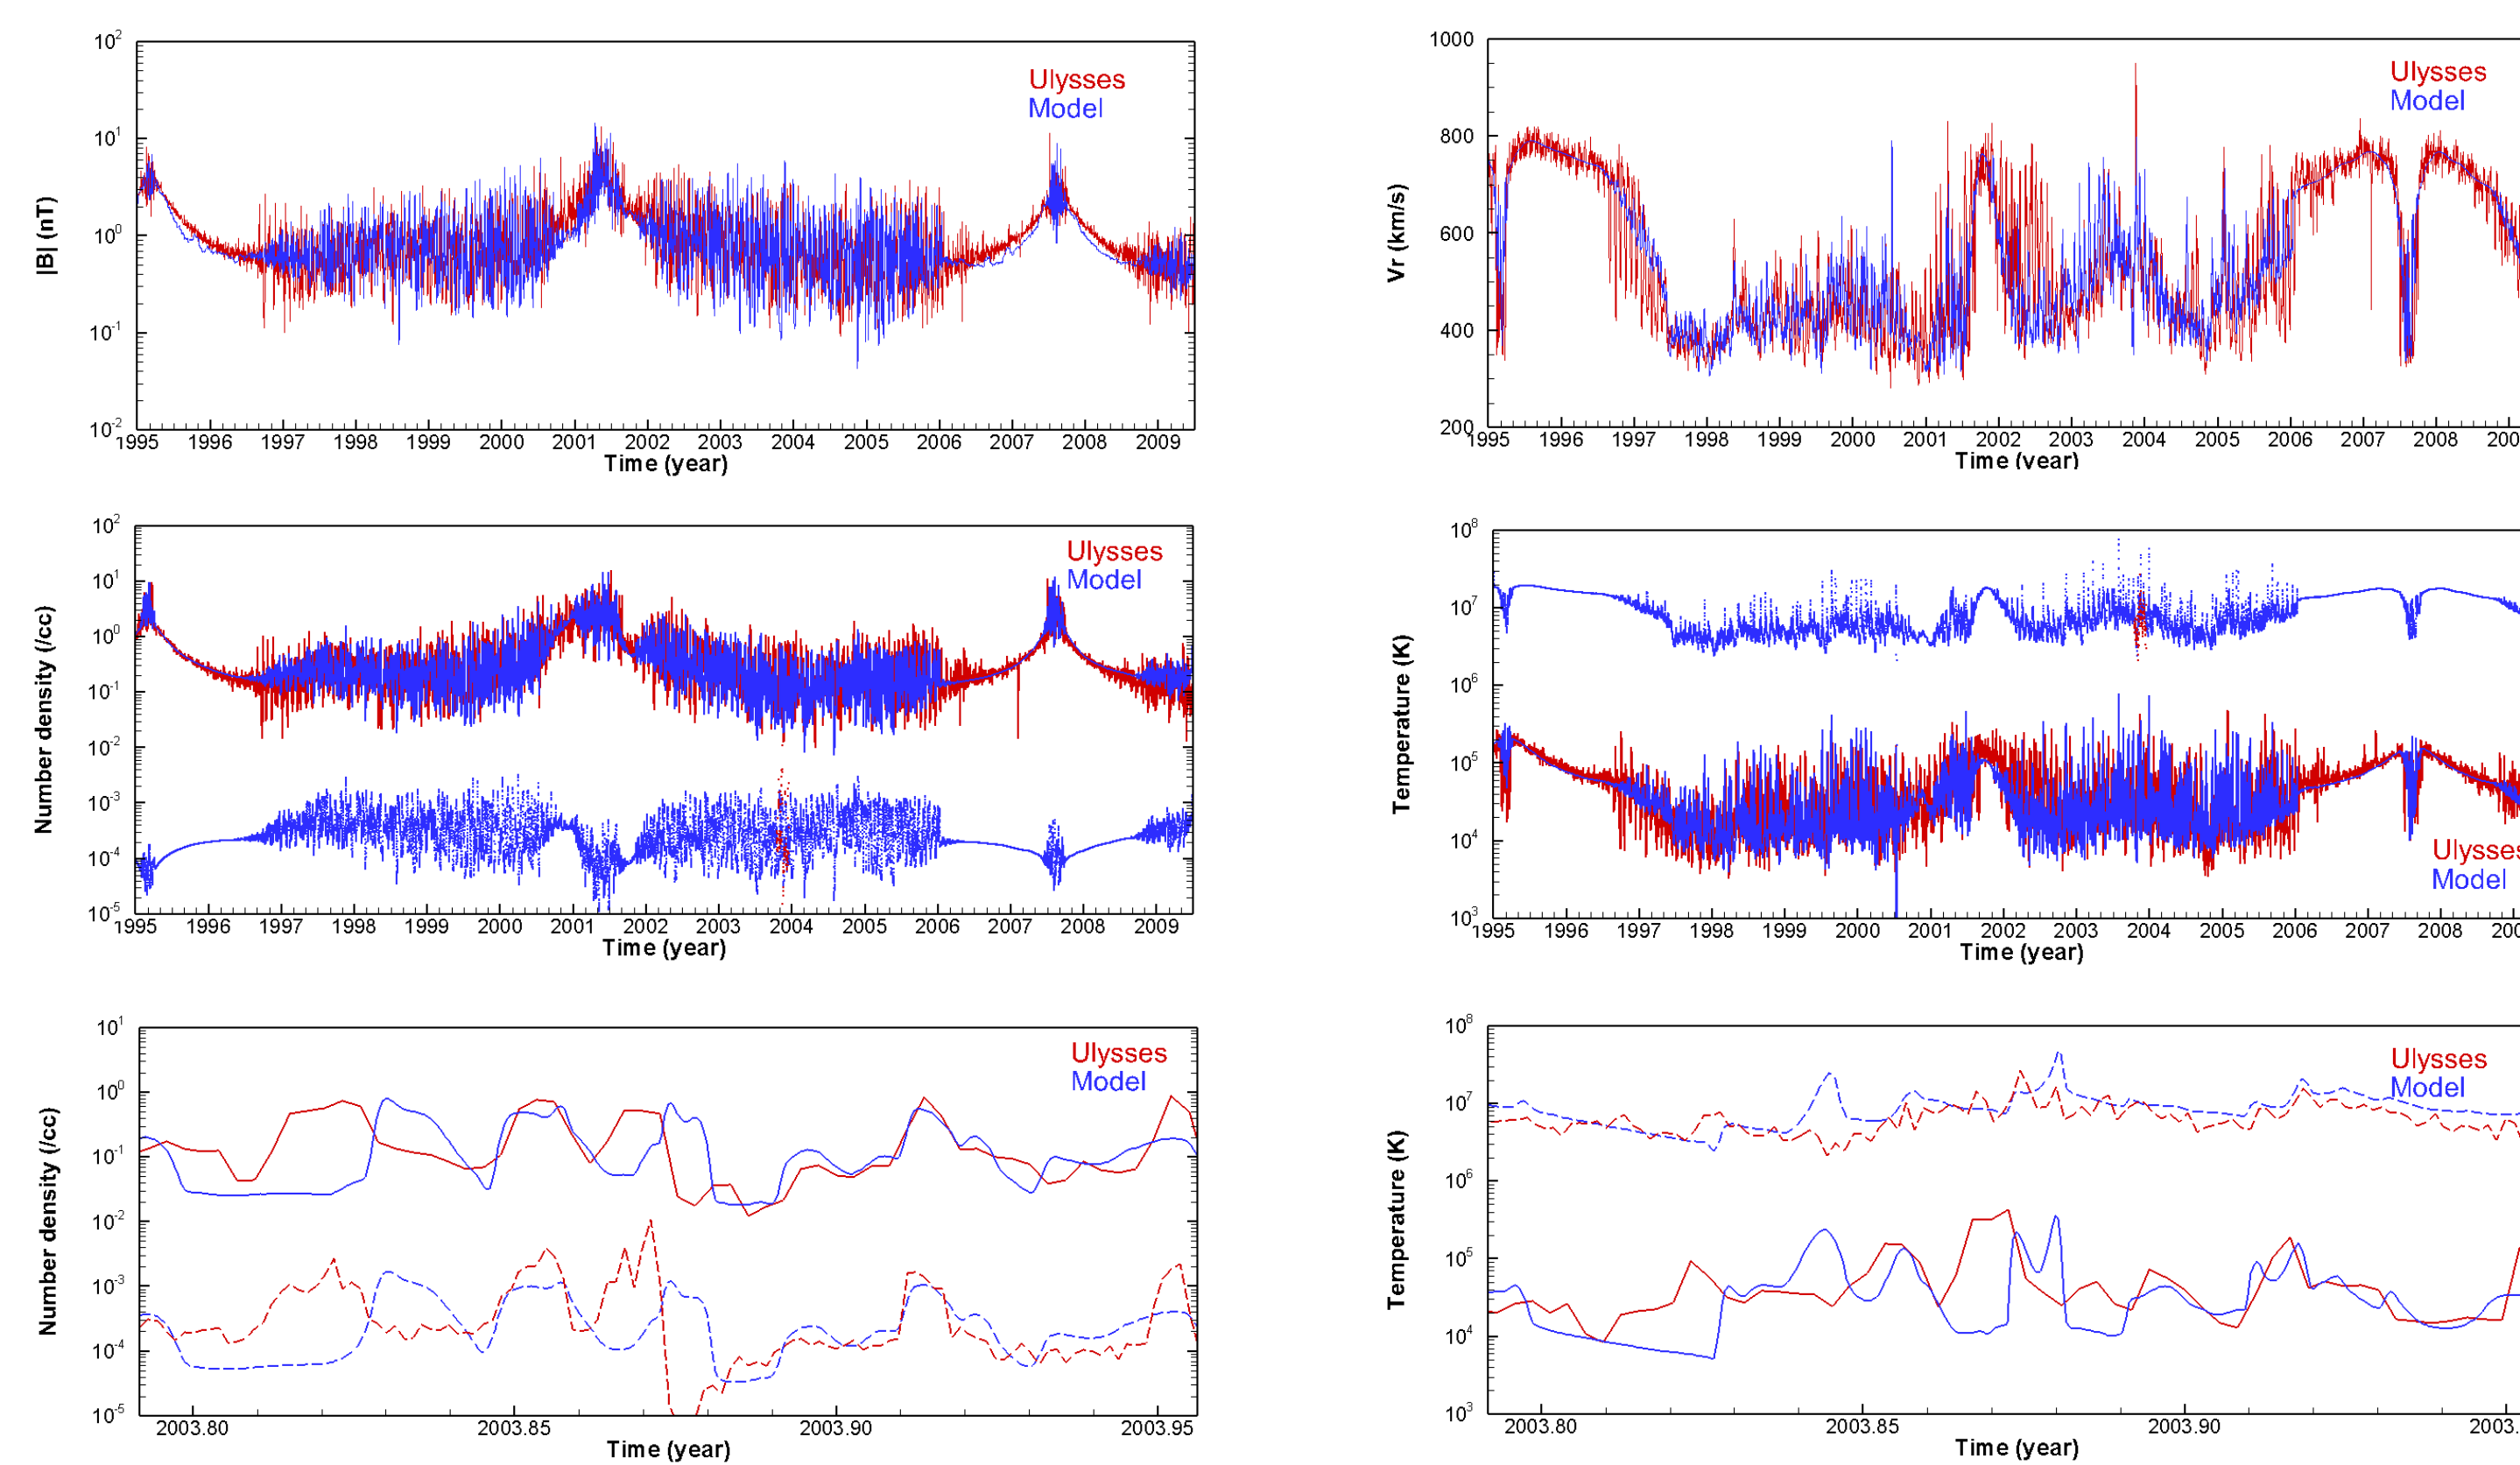 10²
10¹
10⁰
10⁻¹
10⁻²
|B| (nT)
Ulysses
Model
1995 1996 1997 1998 1999 2000 2001 2002 2003 2004 2005 2006 2007 2008 2009
Time (year)
1000
800
600
400
200
Vr (km/s)
Ulysses
Model
1995 1996 1997 1998 1999 2000 2001 2002 2003 2004 2005 2006 2007 2008 200
Time (year)
10²
10¹
10⁰
10⁻¹
10⁻²
10⁻³
10⁻⁴
10⁻⁵
Number density (/cc)
Ulysses
Model
1995 1996 1997 1998 1999 2000 2001 2002 2003 2004 2005 2006 2007 2008 2009
Time (year)
10⁸
10⁷
10⁶
10⁵
10⁴
10³
Temperature (K)
Ulysses
Model
1995 1996 1997 1998 1999 2000 2001 2002 2003 2004 2005 2006 2007 2008 200
Time (year)
10¹
10⁰
10⁻¹
10⁻²
10⁻³
10⁻⁴
10⁻⁵
Number density (/cc)
Ulysses
Model
2003.80 2003.85 2003.90 2003.95
Time (year)
10⁸
10⁷
10⁶
10⁵
10⁴
10³
Temperature (K)
Ulysses
Model
2003.80 2003.85 2003.90 2003.
Time (year)